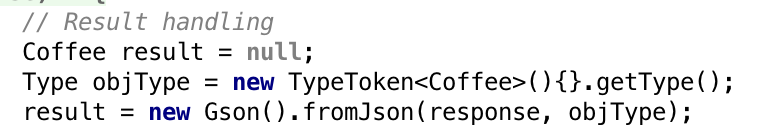 // Result handling
Coffee result = null;
Type objType = new TypeToken<Coffee>(){}.getType();
result = new Gson().fromJson(response, objType);